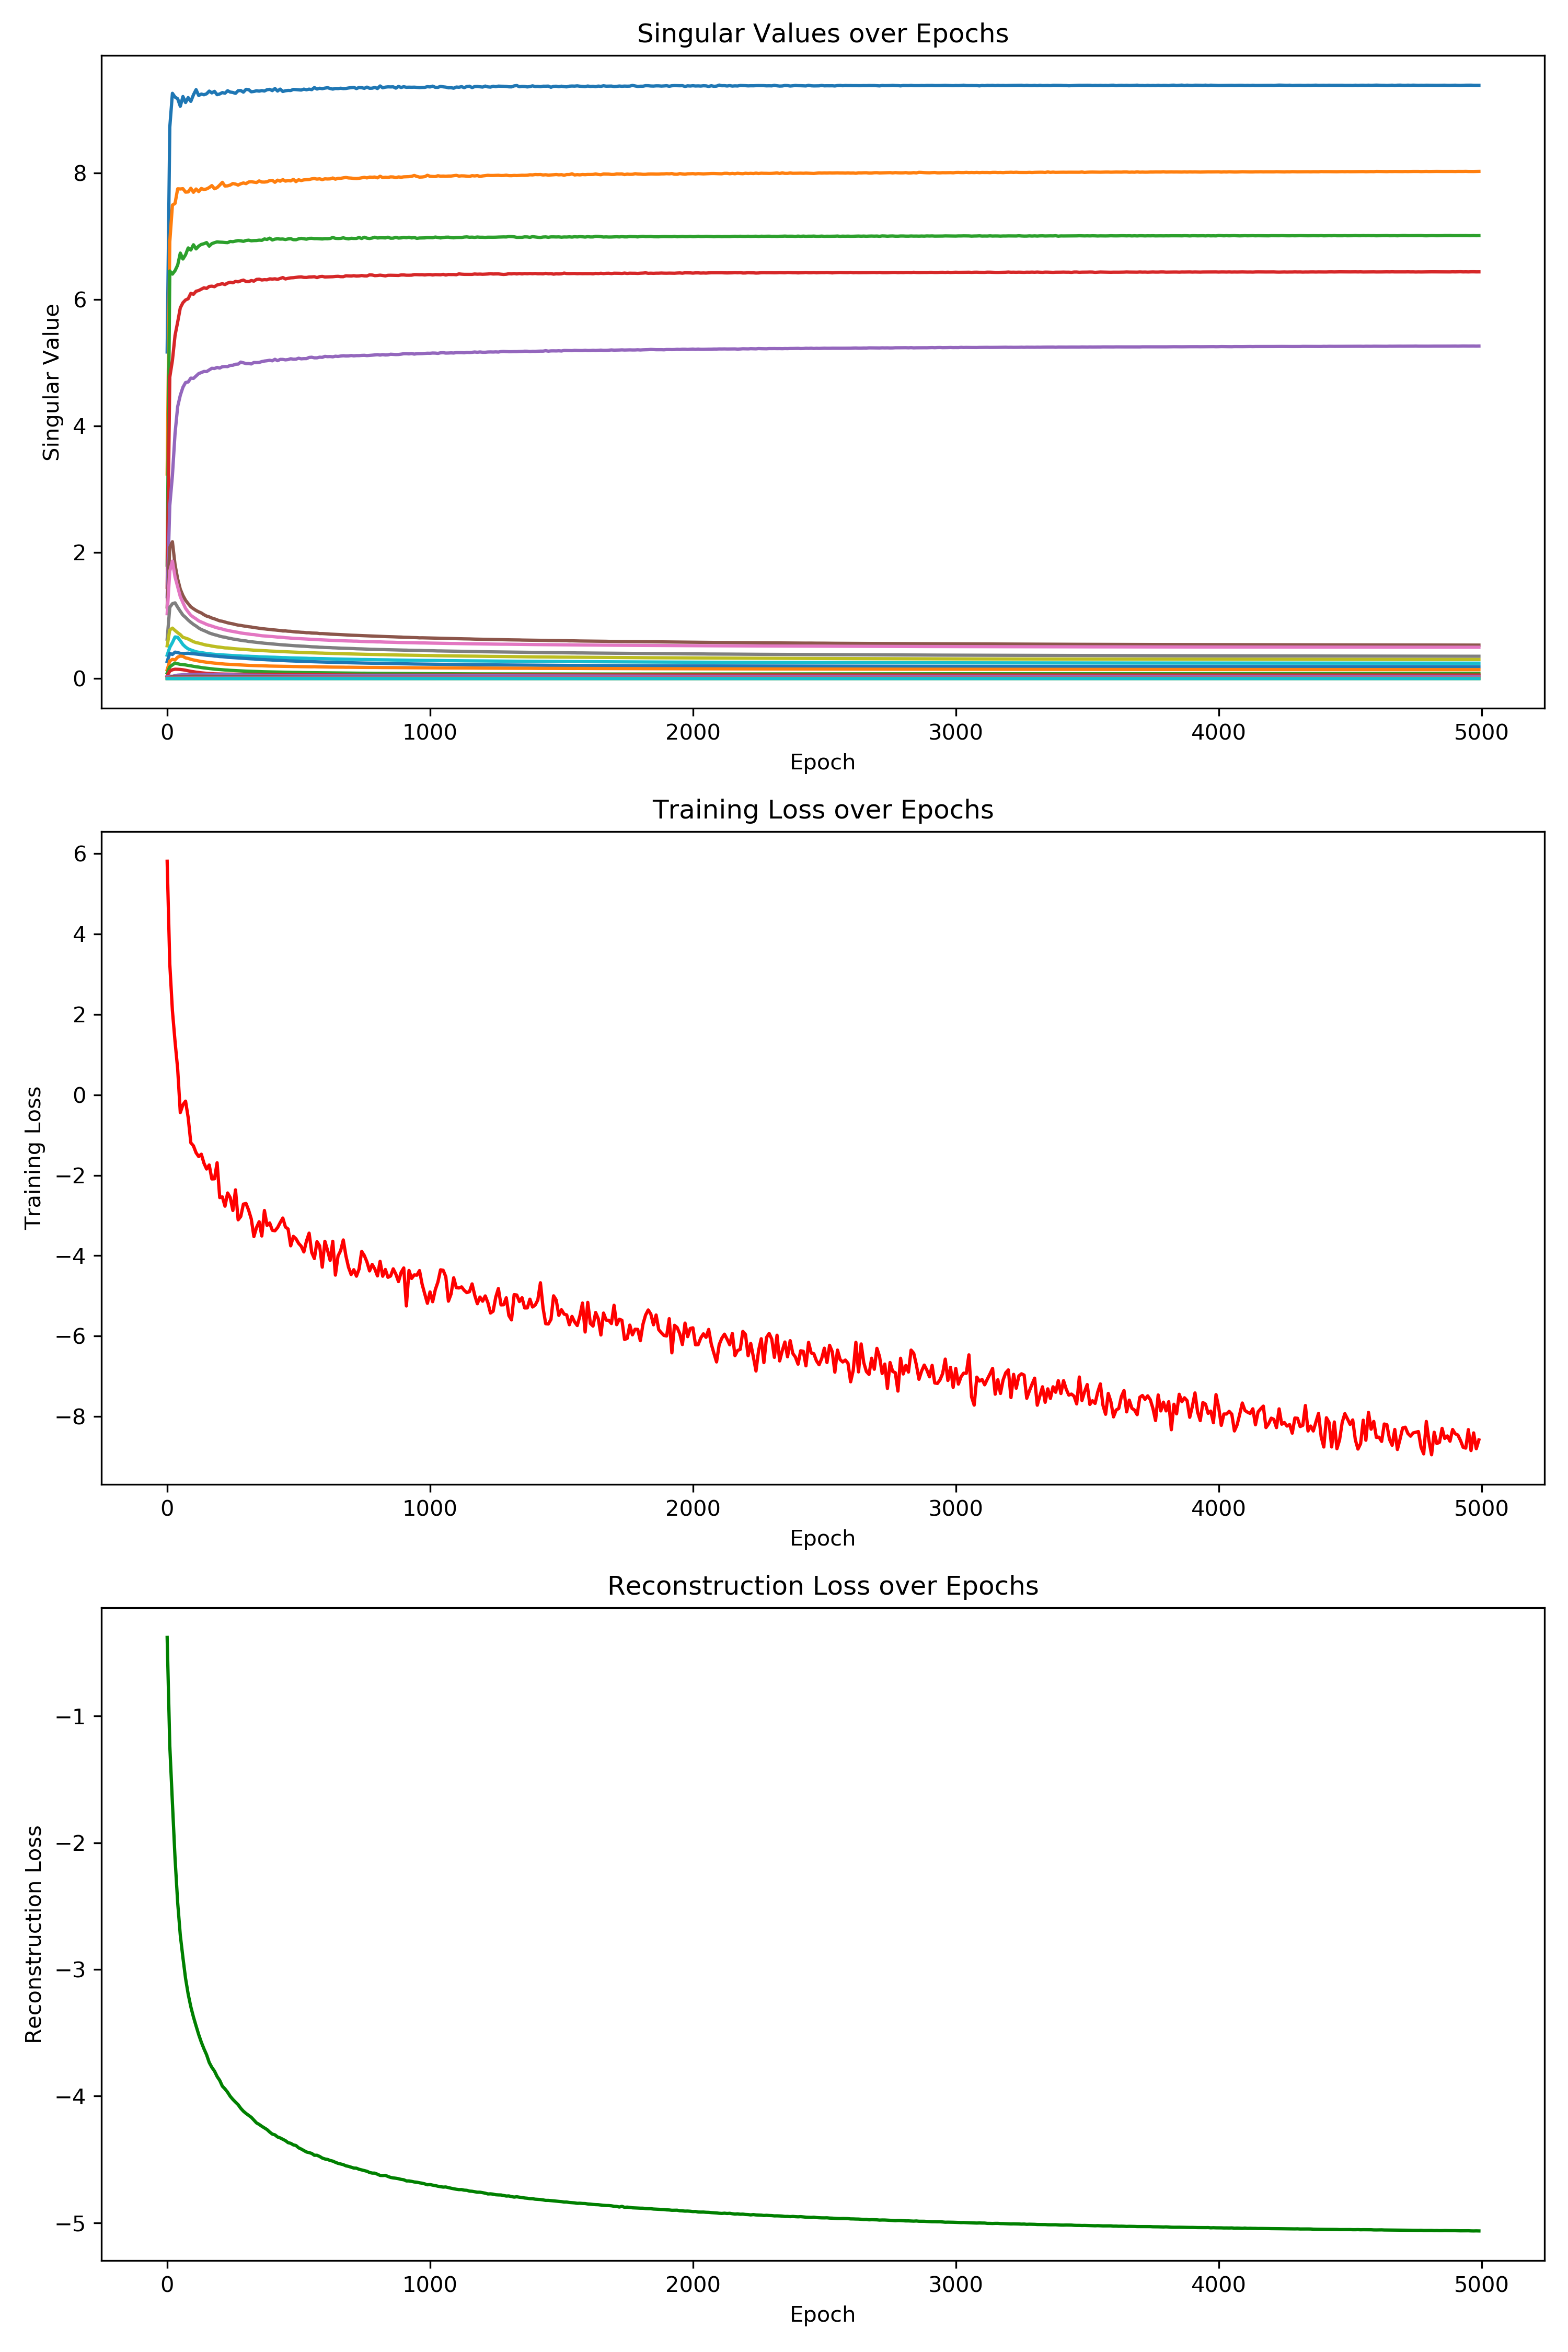 Singular Values over Epochs
Singular Value
8
6
4
2
0
0 1000 2000 3000 4000 5000
Epoch
Training Loss over Epochs
Training Loss
6
4
2
0
−2
−4
−6
−8
0 1000 2000 3000 4000 5000
Epoch
Reconstruction Loss over Epochs
Reconstruction Loss
−1
−2
−3
−4
−5
0 1000 2000 3000 4000 5000
Epoch